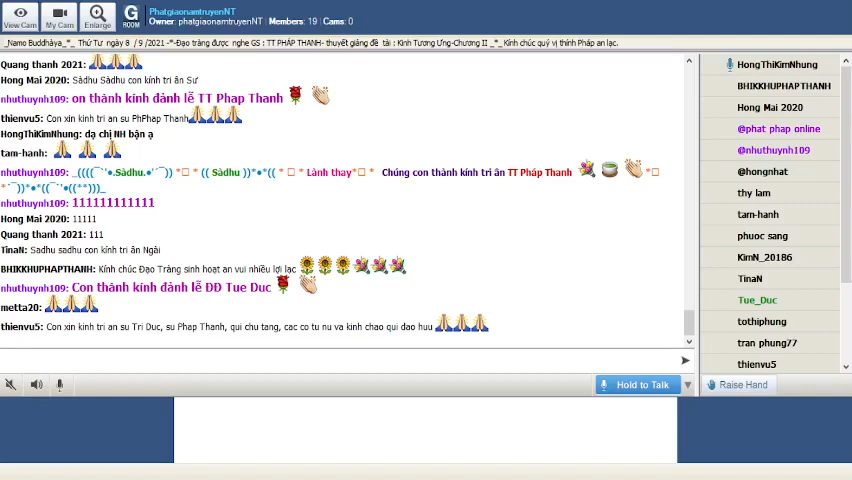 PhatgiaonamtruyenNT
Owner: phatgiaonamtruyenNT | Members: 19 | Cams: 0
View Cam
My Cam
Enlarge
G
ROOM
_Namo Buddhàya_*_ Thứ Tư ngày 8 / 9 /2021 -*-Đạo tràng được nghe GS : TT PHÁP THANH- thuyết giảng đề tài : Kinh Tương Ưng-Chương II _*_ Kính chúc quý vị thính Pháp an lạc.
Quang thanh 2021:
Hong Mai 2020: Sàdhu Sàdhu con kính tri ân Sư
nhuthuynh109: on thành kính đảnh lễ TT Phap Thanh
thienvu5: Con xin kinh tri an su PhPhap Thanh
HongThiKimNhung: dạ chị NH bận ạ
tam-hanh:
nhuthuynh109: _((((¯`'•.Sàdhu.•'´¯)) *□ * (( Sàdhu ))*•*(( * □ * Lành thay*□ * Chúng con thành kính tri ân TT Pháp Thanh *□
*´¯))*•*((¯`'•((**)))_
nhuthuynh109: 1111111111111
Hong Mai 2020: 11111
Quang thanh 2021: 111
TinaN: Sadhu sadhu con kính tri ân Ngài
BHIKKHUPHAPTHANH: Kính chúc Đạo Tràng sinh hoạt an vui nhiều lợi lạc
nhuthuynh109: Con thành kính đảnh lễ ĐĐ Tue Duc
metta20:
thienvu5: Con xin kinh tri an su Tri Duc, su Phap Thanh, qui chu tang, cac co tu nu va kinh chao qui dao huu
Hold to Talk
HongThiKimNhung
BHIKKHUPHAPTHANH
Hong Mai 2020
@phat phap online
@nhuthuynh109
@hongnhat
thy lam
tam-hanh
phuoc sang
KimN_20186
TinaN
Tue_Duc
tothiphung
tran phung77
thienvu5
Raise Hand